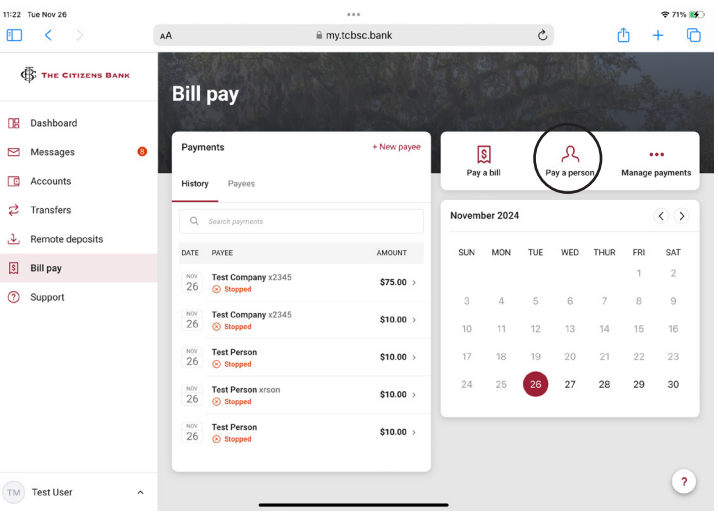 11:22 Tue Nov 26
71%
AA
my.tcbsc.bank
THE CITIZENS BANK
Bill pay
Dashboard
Messages
8
Accounts
Transfers
Remote deposits
Bill pay
Support
TM
Test User
Payments
+ New payee
History
Payees
Search payments
DATE PAYEE AMOUNT
NOV
26
Test Company x2345
Stopped
$75.00
NOV
26
Test Company x2345
Stopped
$10.00
NOV
26
Test Person
Stopped
$10.00
NOV
26
Test Person xrson
Stopped
$10.00
NOV
26
Test Person
Stopped
$10.00
Pay a bill
Pay a person
Manage payments
November 2024
SUN MON TUE WED THUR FRI SAT
1 2
3 4 5 6 7 8 9
10 11 12 13 14 15 16
17 18 19 20 21 22 23
24 25 26 27 28 29 30
?